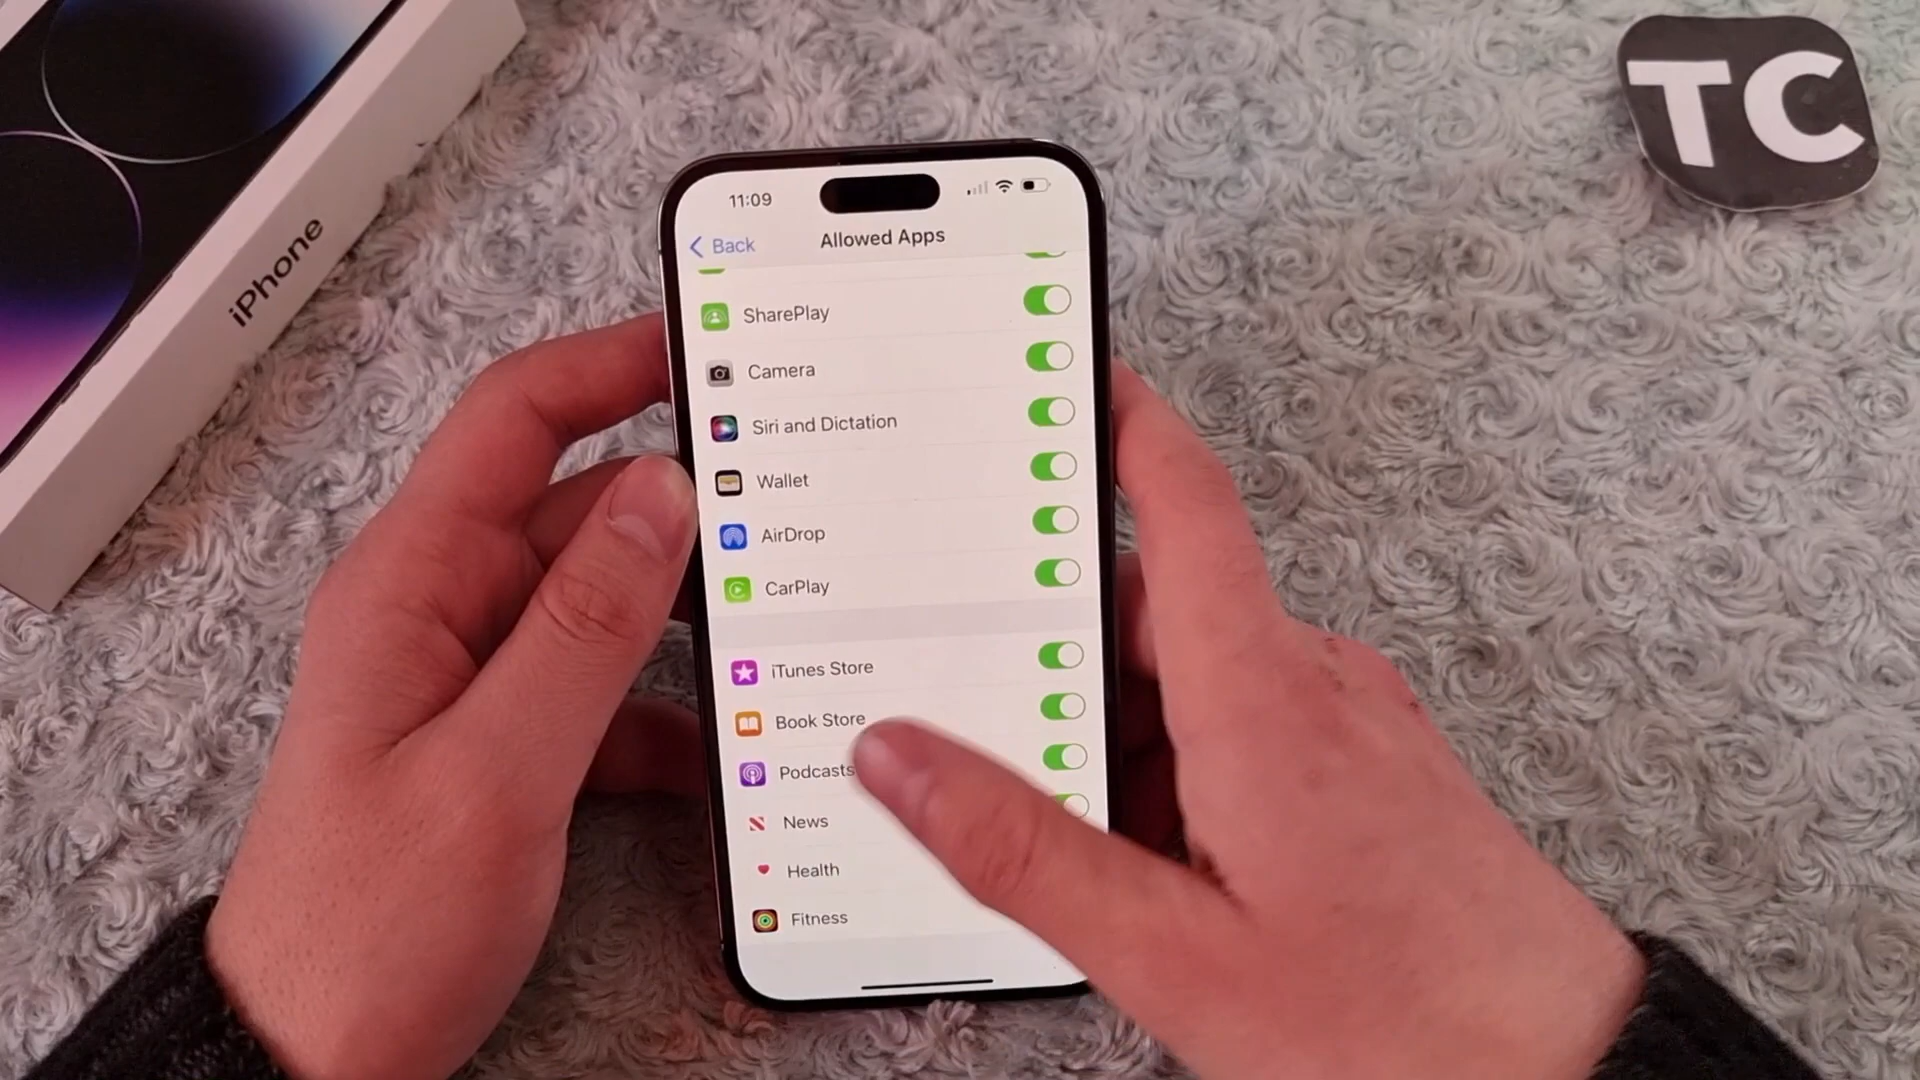 iPhone
TC
11:09
Back
Allowed Apps
SharePlay
Camera
Siri and Dictation
Wallet
AirDrop
CarPlay
iTunes Store
Book Store
Podcasts
News
Health
Fitness